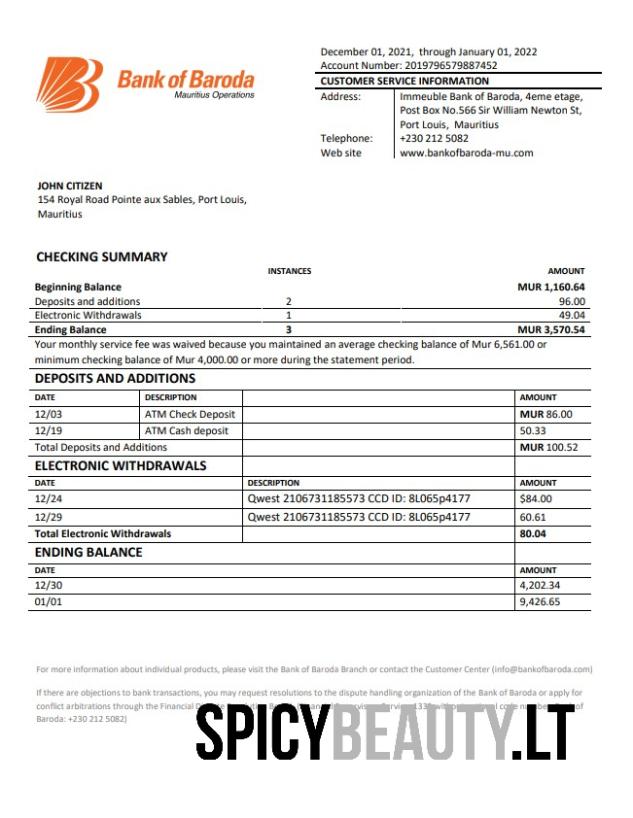 December 01, 2021, through January 01, 2022
Account Number: 2019796579887452
Bank of Baroda
Mauritius Operations
CUSTOMER SERVICE INFORMATION
Address: Immeuble Bank of Baroda, 4eme etage,
Post Box No.566 Sir William Newton St,
Port Louis, Mauritius
Telephone: +230 212 5082
Web site www.bankofbaroda-mu.com
JOHN CITIZEN
154 Royal Road Pointe aux Sables, Port Louis,
Mauritius
CHECKING SUMMARY
INSTANCES AMOUNT
Beginning Balance MUR 1,160.64
Deposits and additions 2 96.00
Electronic Withdrawals 1 49.04
Ending Balance 3 MUR 3,570.54
Your monthly service fee was waived because you maintained an average checking balance of Mur 6,561.00 or
minimum checking balance of Mur 4,000.00 or more during the statement period.
DEPOSITS AND ADDITIONS
DATE DESCRIPTION AMOUNT
12/03 ATM Check Deposit MUR 86.00
12/19 ATM Cash deposit 50.33
Total Deposits and Additions MUR 100.52
ELECTRONIC WITHDRAWALS
DATE DESCRIPTION AMOUNT
12/24 Qwest 2106731185573 CCD ID: 8L065p4177 $84.00
12/29 Qwest 2106731185573 CCD ID: 8L065p4177 60.61
Total Electronic Withdrawals 80.04
ENDING BALANCE
DATE AMOUNT
12/30 4,202.34
01/01 9,426.65
For more information about individual products, please visit the Bank of Baroda Branch or contact the Customer Center (info@bankofbaroda.com)
If there are objections to bank transactions, you may request resolutions to the dispute handling organization of the Bank of Baroda or apply for
conflict arbitrations through the Financial of
Baroda: +230 212 5082)
SPICYBEAUTY.LT